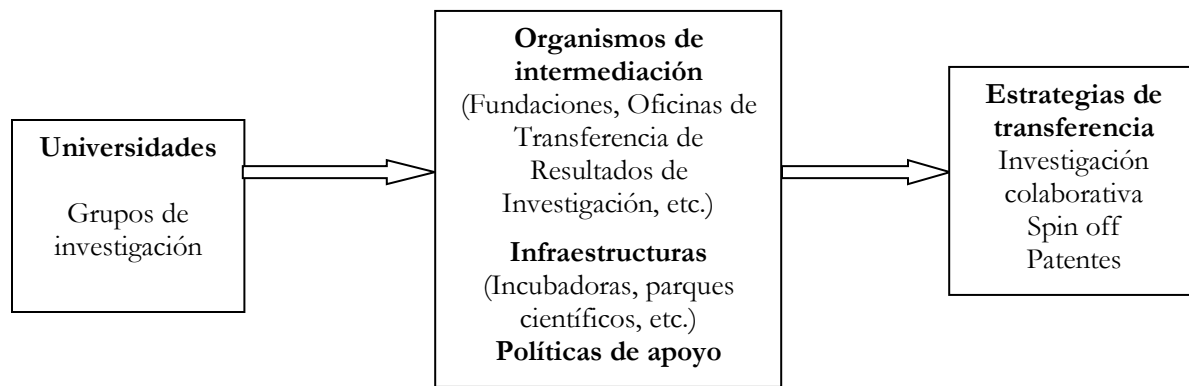 Universidades
Grupos de
investigación
Organismos de
intermediación
(Fundaciones, Oficinas de
Transferencia de
Resultados de
Investigación, etc.)
Infraestructuras
(Incubadoras, parques
científicos, etc.)
Políticas de apoyo
Estrategias de
transferencia
Investigación
colaborativa
Spin off
Patentes